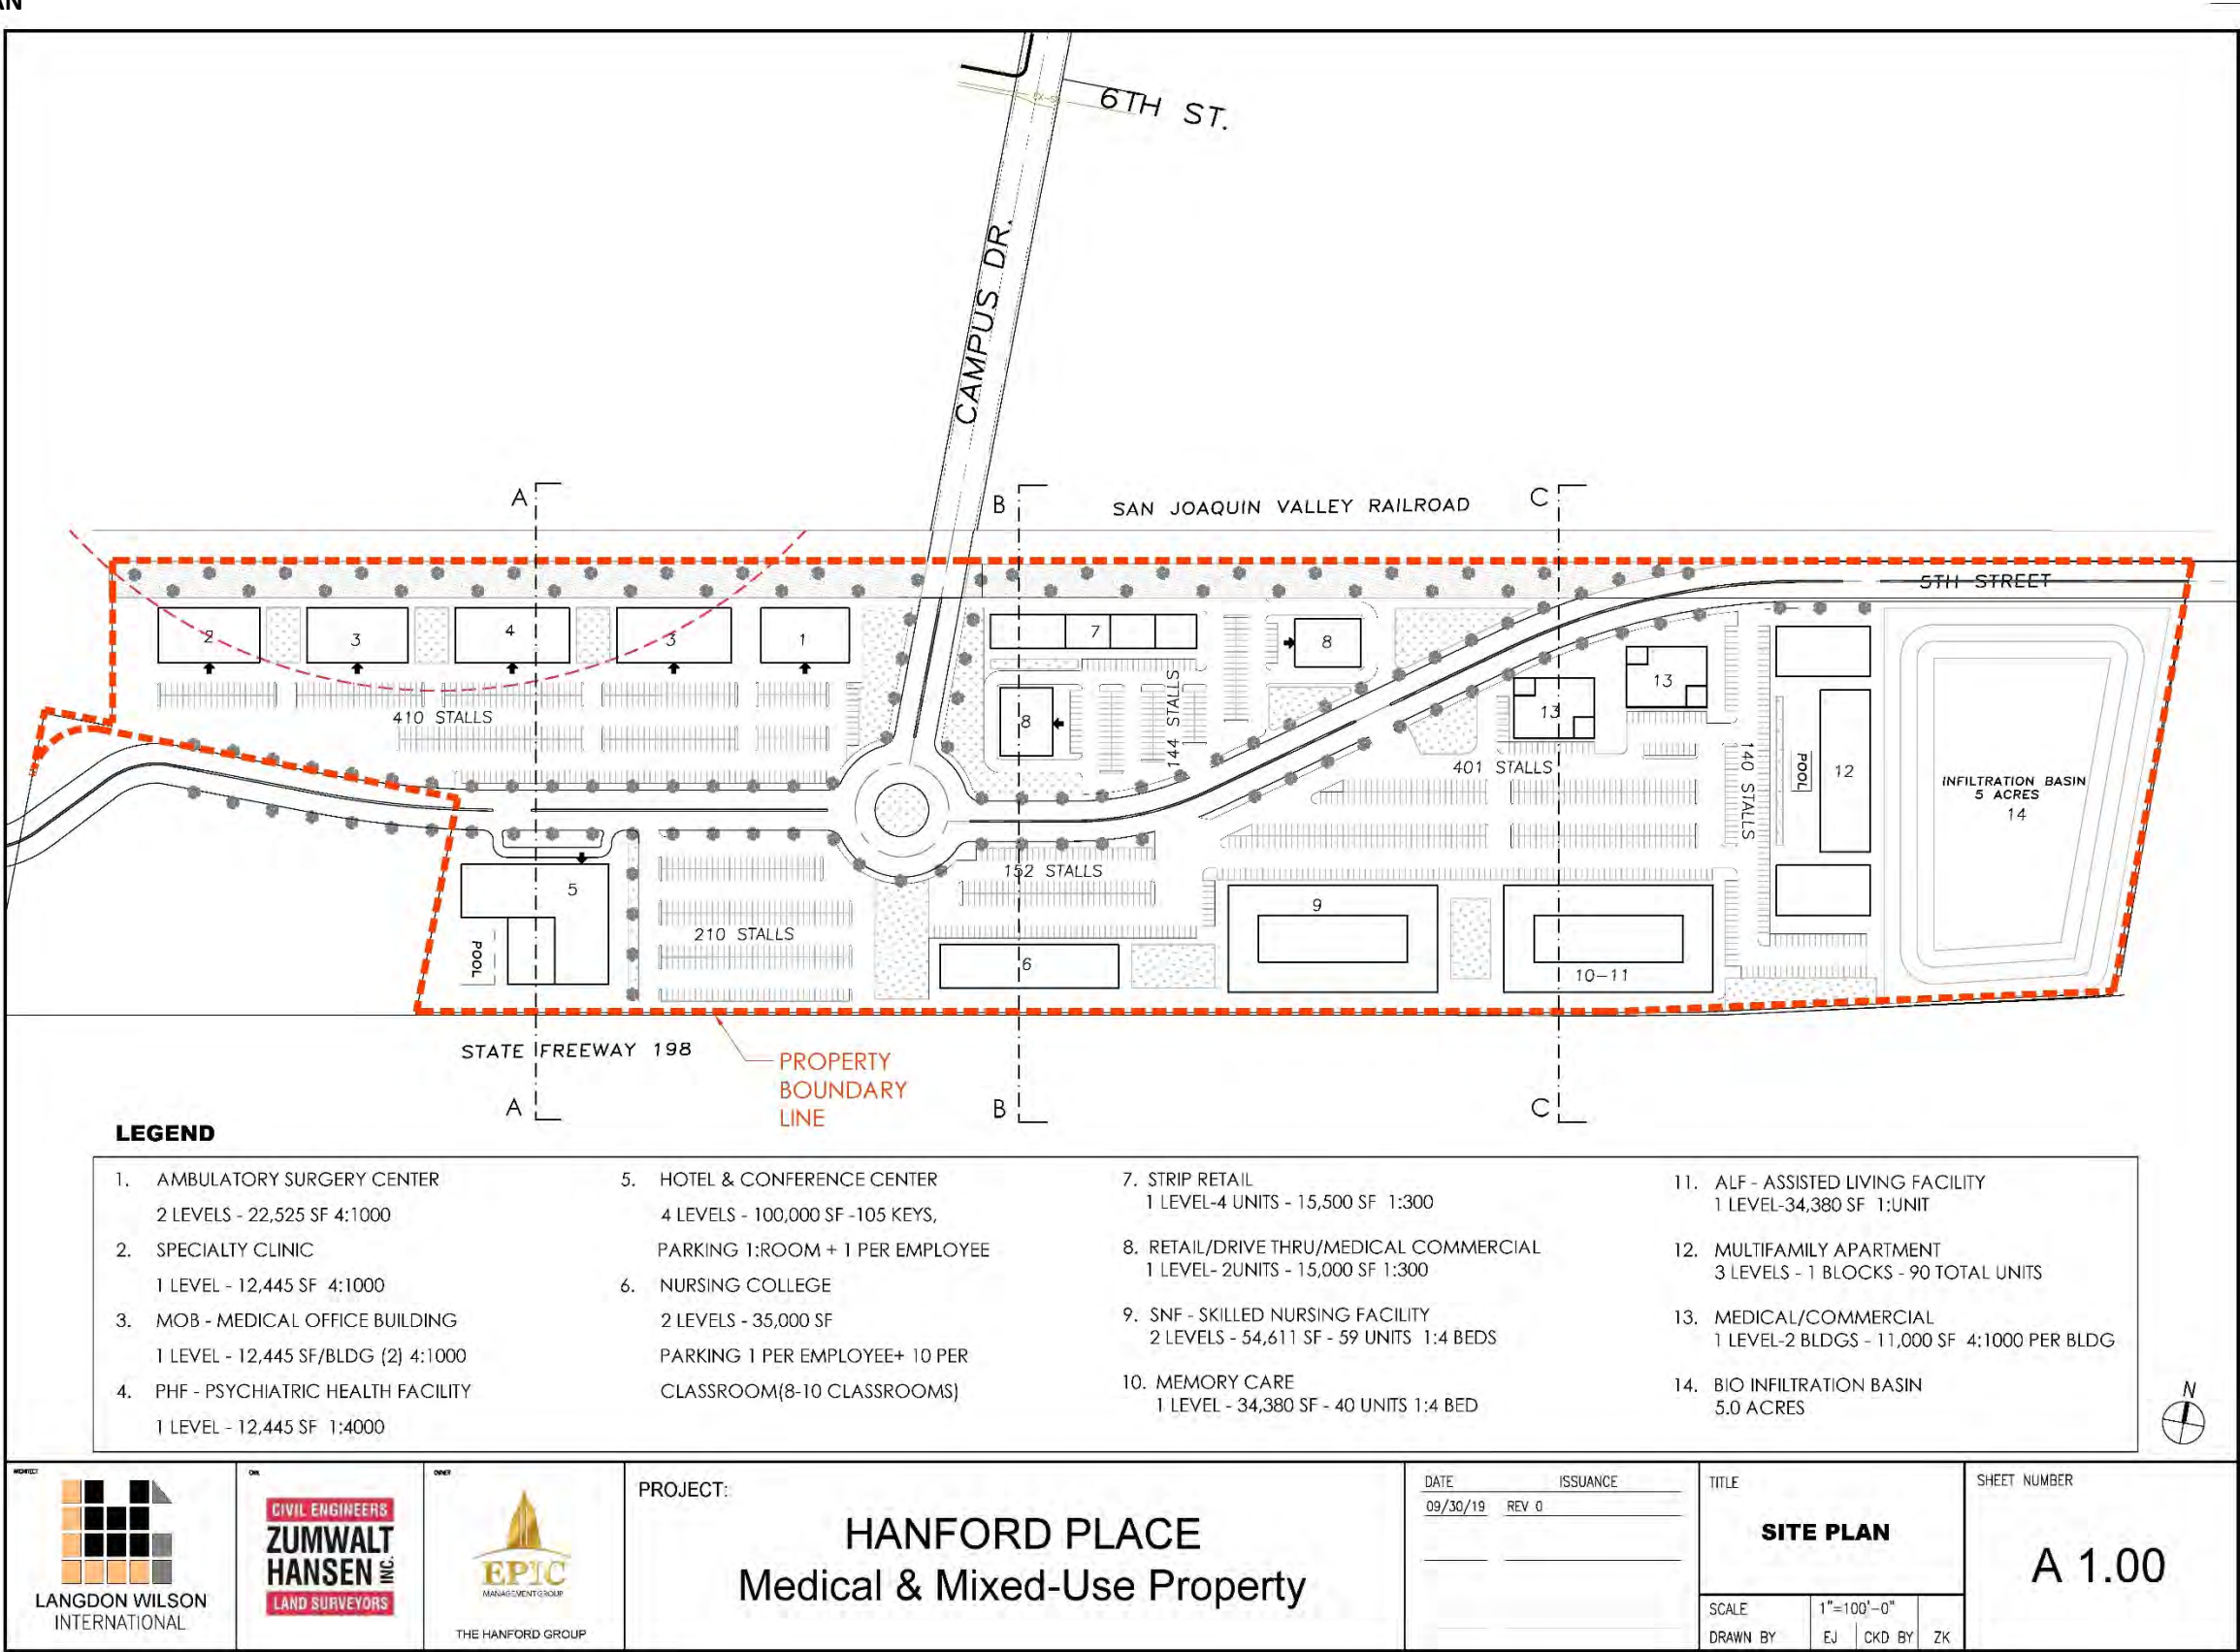 AN
6TH ST.
CAMPUS DR.
A
B
SAN JOAQUIN VALLEY RAILROAD
C
5TH STREET
2
3
4
3
1
7
8
13
13
8
410 STALLS
144 STALLS
401 STALLS
140 STALLS
POOL
12
INFILTRATION BASIN
5 ACRES
14
5
152 STALLS
9
210 STALLS
POOL
6
10-11
STATE FREEWAY 198
PROPERTY
BOUNDARY
LINE
A
B
C
LEGEND
1. AMBULATORY SURGERY CENTER
2 LEVELS - 22,525 SF 4:1000
2. SPECIALTY CLINIC
1 LEVEL - 12,445 SF 4:1000
3. MOB - MEDICAL OFFICE BUILDING
1 LEVEL - 12,445 SF/BLDG (2) 4:1000
4. PHF - PSYCHIATRIC HEALTH FACILITY
1 LEVEL - 12,445 SF 1:4000
5. HOTEL & CONFERENCE CENTER
4 LEVELS - 100,000 SF -105 KEYS,
PARKING 1:ROOM + 1 PER EMPLOYEE
6. NURSING COLLEGE
2 LEVELS - 35,000 SF
PARKING 1 PER EMPLOYEE+ 10 PER
CLASSROOM(8-10 CLASSROOMS)
7. STRIP RETAIL
1 LEVEL-4 UNITS - 15,500 SF 1:300
8. RETAIL/DRIVE THRU/MEDICAL COMMERCIAL
1 LEVEL- 2UNITS - 15,000 SF 1:300
9. SNF - SKILLED NURSING FACILITY
2 LEVELS - 54,611 SF - 59 UNITS 1:4 BEDS
10. MEMORY CARE
1 LEVEL - 34,380 SF - 40 UNITS 1:4 BED
11. ALF - ASSISTED LIVING FACILITY
1 LEVEL-34,380 SF 1:UNIT
12. MULTIFAMILY APARTMENT
3 LEVELS - 1 BLOCKS - 90 TOTAL UNITS
13. MEDICAL/COMMERCIAL
1 LEVEL-2 BLDGS - 11,000 SF 4:1000 PER BLDG
14. BIO INFILTRATION BASIN
5.0 ACRES
N
ARCHITECT
LANGDON WILSON
INTERNATIONAL
CIVIL
CIVIL ENGINEERS
ZUMWALT
HANSEN INC.
LAND SURVEYORS
OWNER
EPIC
MANAGEMENT GROUP
THE HANFORD GROUP
PROJECT:
HANFORD PLACE
Medical & Mixed-Use Property
DATE ISSUANCE
09/30/19 REV 0
TITLE
SITE PLAN
SCALE 1"=100'-0"
DRAWN BY EJ CKD BY ZK
SHEET NUMBER
A 1.00